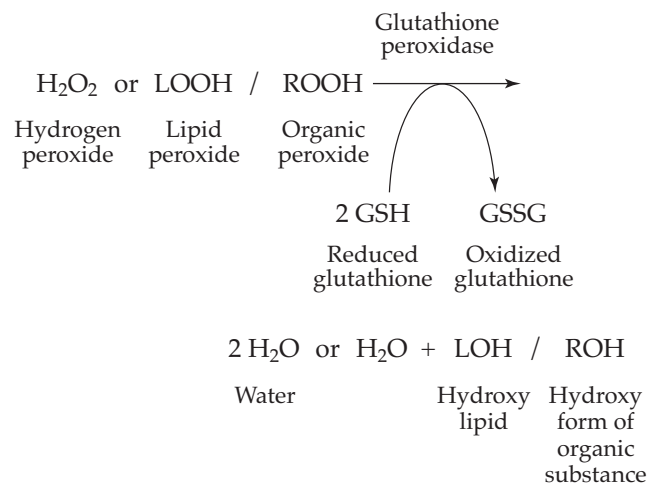 Glutathione
peroxidase
H₂O₂ or LOOH / ROOH
Hydrogen peroxide Lipid peroxide Organic peroxide
2 GSH GSSG
Reduced glutathione Oxidized glutathione
2 H₂O or H₂O + LOH / ROH
Water Hydroxy lipid Hydroxy form of organic substance